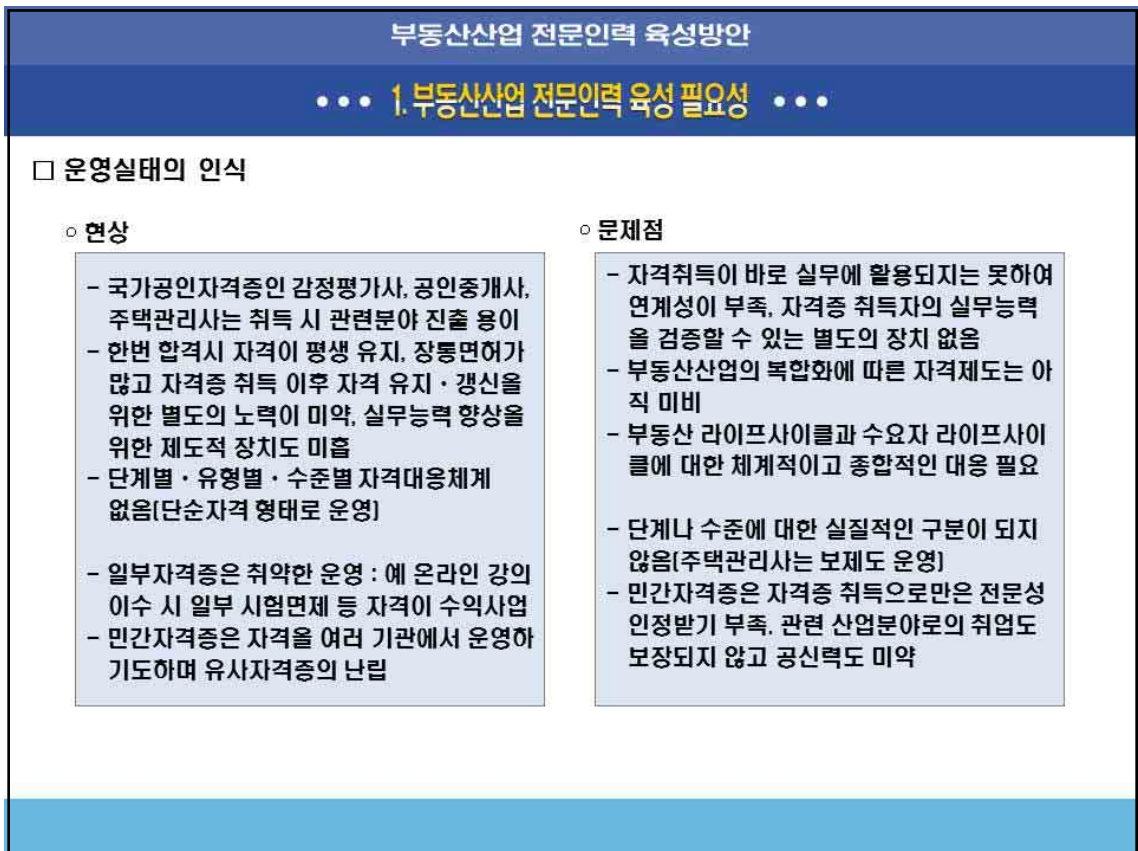 부동산산업 전문인력 육성방안
••• 1. 부동산산업 전문인력 육성 필요성 •••
□ 운영실태의 인식
○ 현상
- 국가공인자격증인 감정평가사, 공인중개사,
주택관리사는 취득 시 관련분야 진출 용이
- 한번 합격시 자격이 평생 유지, 장롱면허가
많고 자격증 취득 이후 자격 유지·갱신을
위한 별도의 노력이 미약, 실무능력 향상을
위한 제도적 장치도 미흡
- 단계별·유형별·수준별 자격대응체계
없음(단순자격 형태로 운영)
- 일부자격증은 취약한 운영 : 예 온라인 강의
이수 시 일부 시험면제 등 자격이 수익사업
- 민간자격증은 자격을 여러 기관에서 운영하
기도하며 유사자격증의 난립
○ 문제점
- 자격취득이 바로 실무에 활용되지는 못하여
연계성이 부족, 자격증 취득자의 실무능력
을 검증할 수 있는 별도의 장치 없음
- 부동산산업의 복합화에 따른 자격제도는 아
직 미비
- 부동산 라이프사이클과 수요자 라이프사이
클에 대한 체계적이고 종합적인 대응 필요
- 단계나 수준에 대한 실질적인 구분이 되지
않음(주택관리사는 보제도 운영)
- 민간자격증은 자격증 취득으로만은 전문성
인정받기 부족, 관련 산업분야로의 취업도
보장되지 않고 공신력도 미약